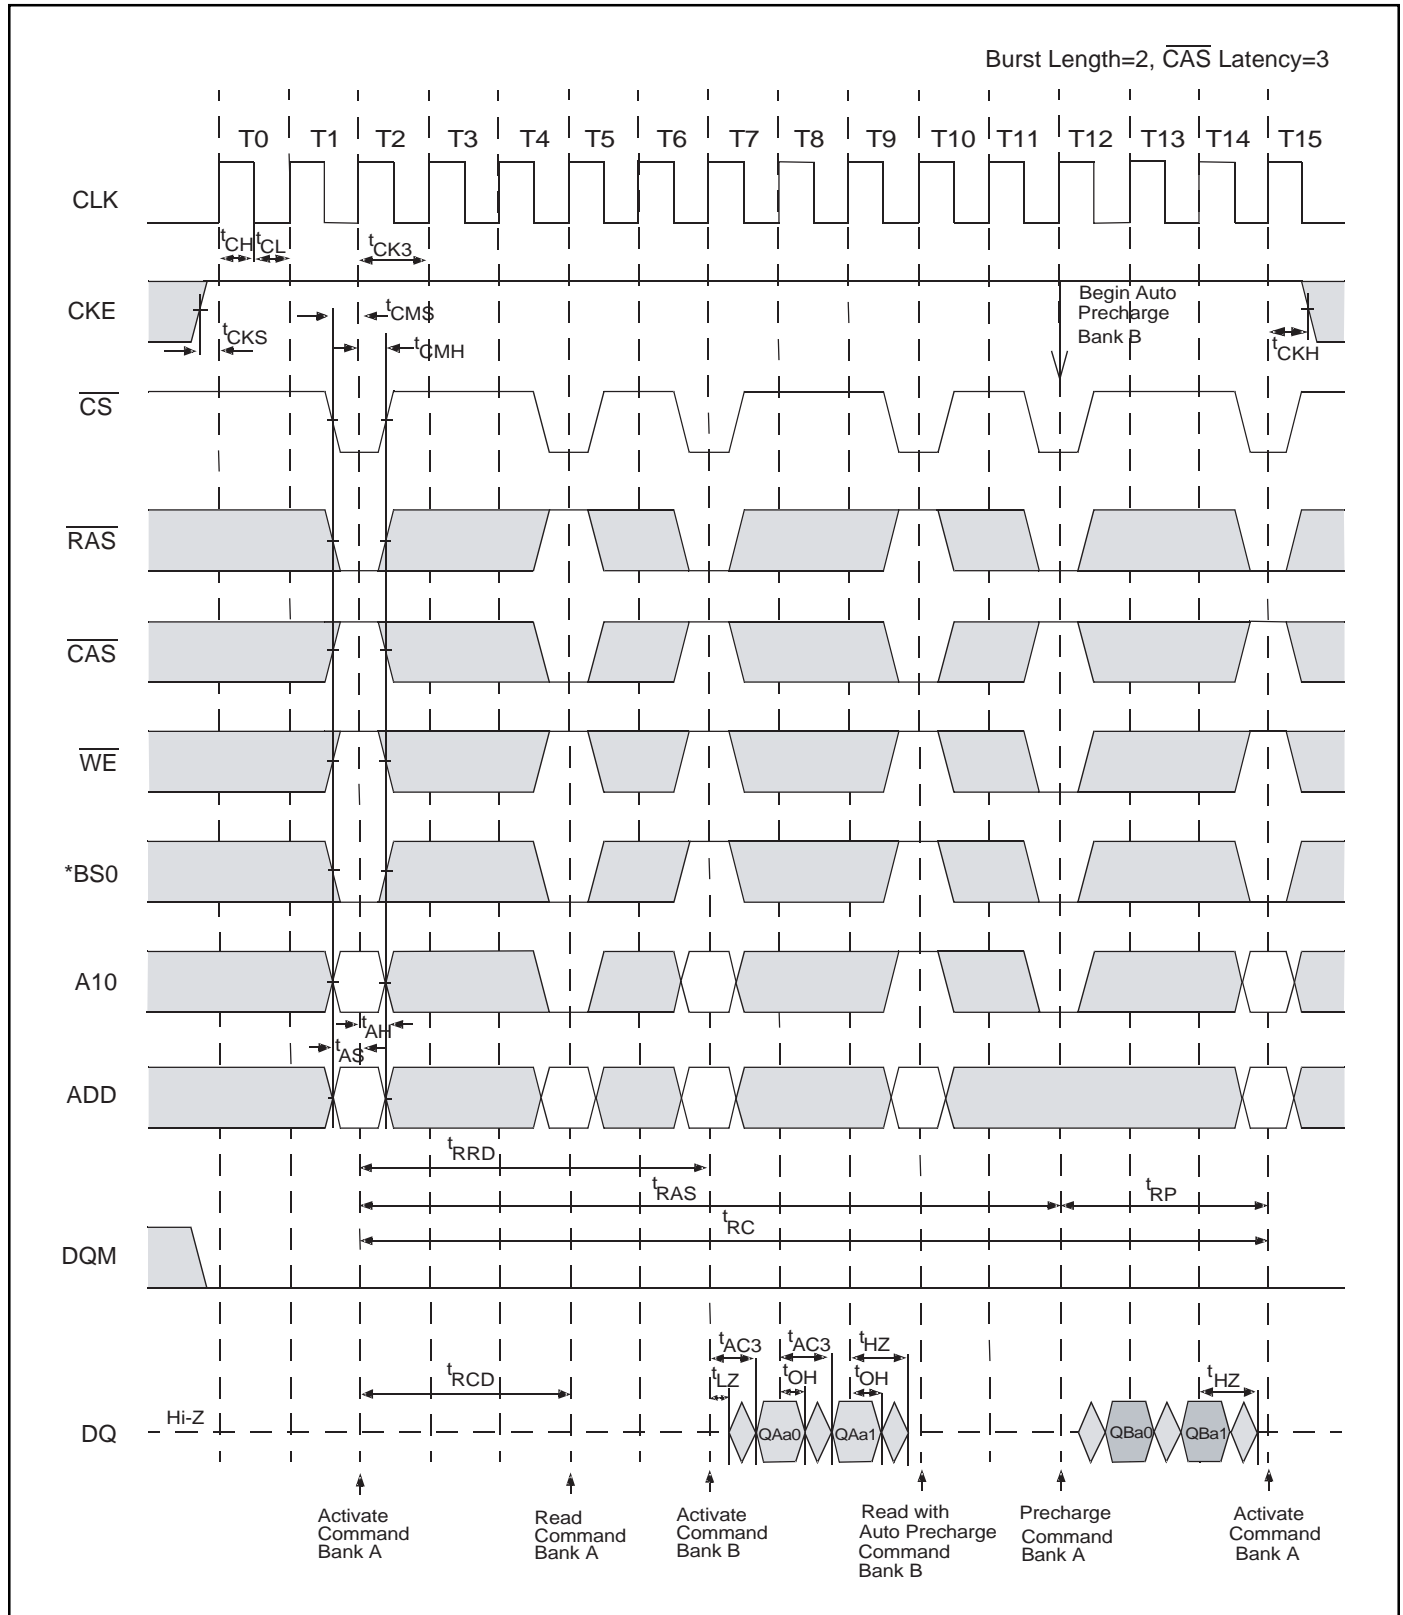 Burst Length=2, CAS Latency=3
T0 T1 T2 T3 T4 T5 T6 T7 T8 T9 T10 T11 T12 T13 T14 T15
CLK
tCH tCL tCK3
CKE
tCKS
tCMS
tCMH
Begin Auto
Precharge
Bank B
tCKH
CS
RAS
CAS
WE
*BS0
A10
tAH
tAS
ADD
tRRD
tRAS
tRP
tRC
DQM
tAC3 tAC3 tHZ
tRCD
tLZ tOH tOH
tHZ
Hi-Z
DQ
QAa0 QAa1 QBa0 QBa1
Activate
Command
Bank A
Read
Command
Bank A
Activate
Command
Bank B
Read with
Auto Precharge
Command
Bank B
Precharge
Command
Bank A
Activate
Command
Bank A